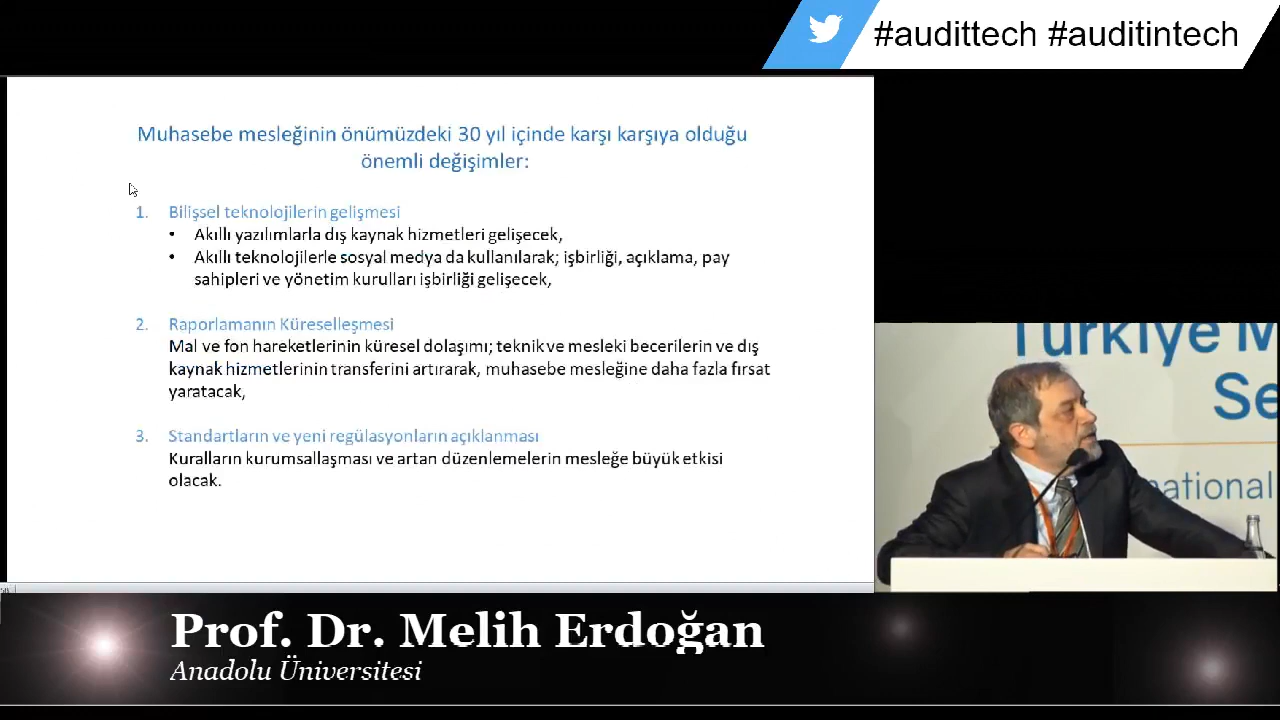 #audittech #auditintech
Muhasebe mesleğinin önümüzdeki 30 yıl içinde karşı karşıya olduğu
önemli değişimler:
1. Bilişsel teknolojilerin gelişmesi
• Akıllı yazılımlarla dış kaynak hizmetleri gelişecek,
• Akıllı teknolojilerle sosyal medya da kullanılarak; işbirliği, açıklama, pay
sahipleri ve yönetim kurulları işbirliği gelişecek,
2. Raporlamanın Küreselleşmesi
Mal ve fon hareketlerinin küresel dolaşımı; teknik ve mesleki becerilerin ve dış
kaynak hizmetlerinin transferini artırarak, muhasebe mesleğine daha fazla fırsat
yaratacak,
3. Standartların ve yeni regülasyonların açıklanması
Kuralların kurumsallaşması ve artan düzenlemelerin mesleğe büyük etkisi
olacak.
Türkiye M
Se
national
Prof. Dr. Melih Erdoğan
Anadolu Üniversitesi